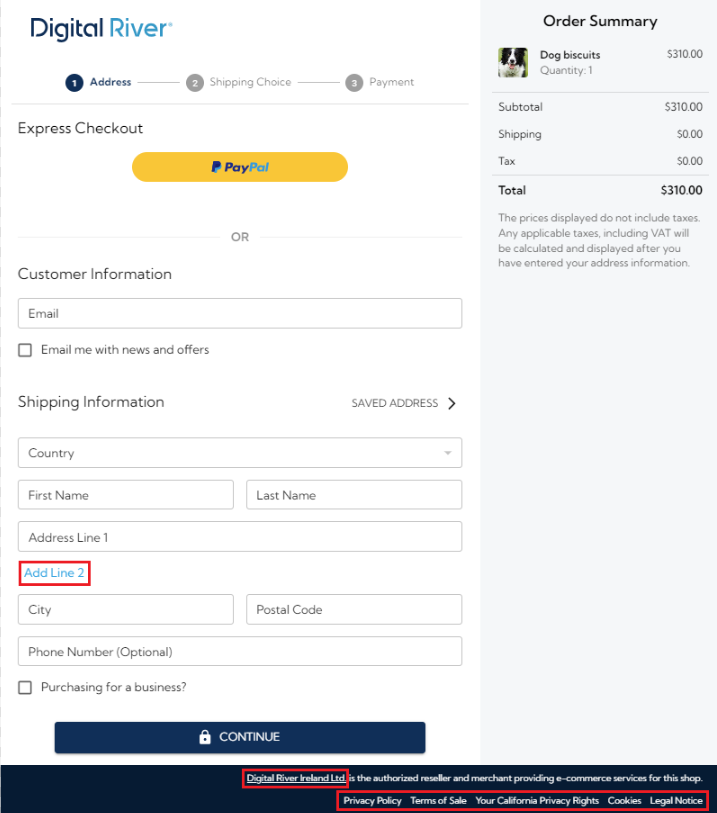 Digital River®
1 Address 2 Shipping Choice 3 Payment
Express Checkout
PayPal
OR
Customer Information
Email
Email me with news and offers
Shipping Information
SAVED ADDRESS
Country
First Name Last Name
Address Line 1
Add Line 2
City Postal Code
Phone Number (Optional)
Purchasing for a business?
CONTINUE
Order Summary
Dog biscuits $310.00
Quantity: 1
Subtotal $310.00
Shipping $0.00
Tax $0.00
Total $310.00
The prices displayed do not include taxes.
Any applicable taxes, including VAT will
be calculated and displayed after you
have entered your address information.
Digital River Ireland Ltd. is the authorized reseller and merchant providing e-commerce services for this shop.
Privacy Policy Terms of Sale Your California Privacy Rights Cookies Legal Notice